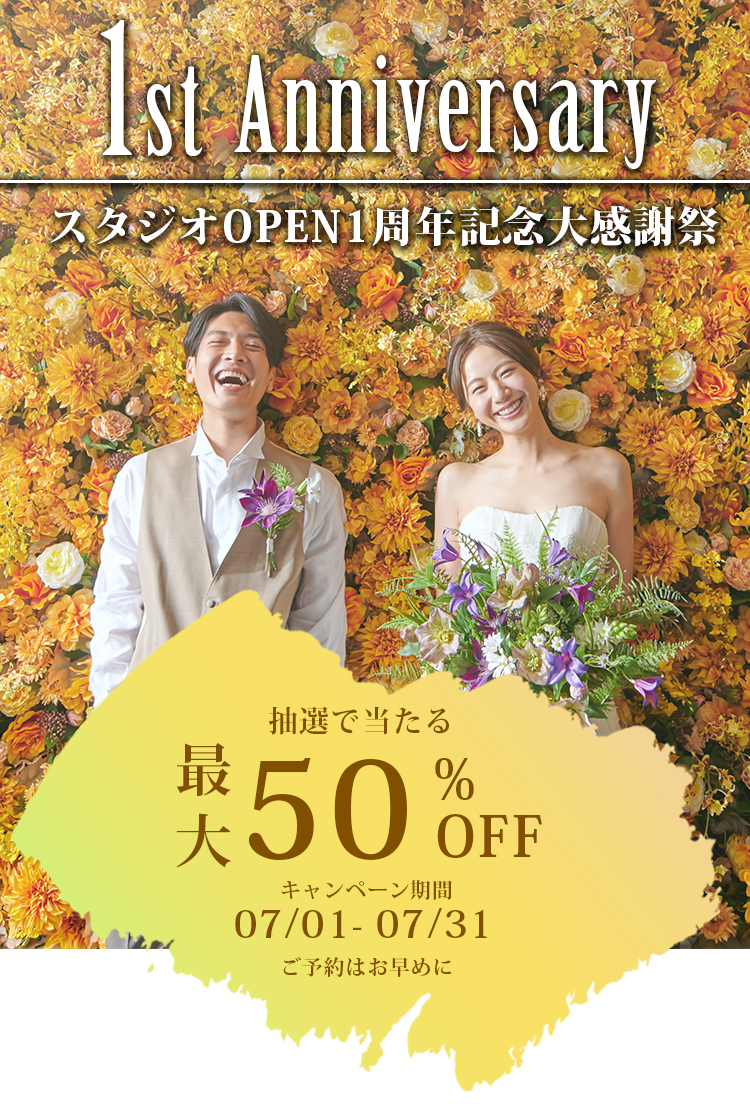 1st Anniversary
スタジオOPEN1周年記念大感謝祭
抽選で当たる
最大50%OFF
キャンペーン期間
07/01- 07/31
ご予約はお早めに